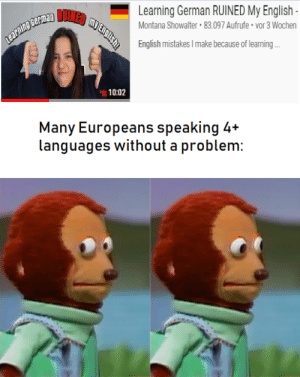 Learning German RUINED My English!
10:02
Learning German RUINED My English -
Montana Showalter • 83.097 Aufrufe • vor 3 Wochen
English mistakes I make because of learning ...
Many Europeans speaking 4+
languages without a problem: